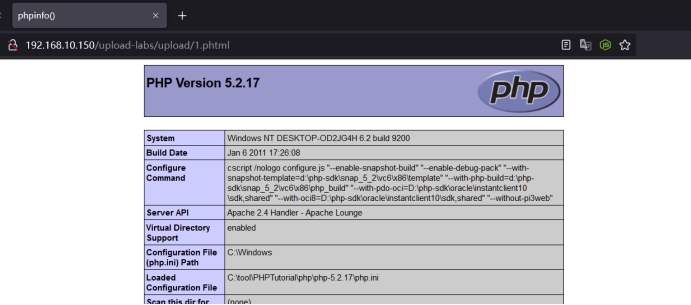 phpinfo()
192.168.10.150/upload-labs/upload/1.phtml
PHP Version 5.2.17
php
System Windows NT DESKTOP-OD2JG4H 6.2 build 9200
Build Date Jan 6 2011 17:26:08
Configure Command cscript /nologo configure.js "--enable-snapshot-build" "--enable-debug-pack" "--with-
snapshot-template=d:\php-sdk\snap_5_2\vc6\x86\template" "--with-php-build=d:\php-
sdk\snap_5_2\vc6\x86\php_build" "--with-pdo-oci=D:\php-sdk\oracle\instantclient10
\sdk,shared" "--with-oci8=D:\php-sdk\oracle\instantclient10\sdk,shared" "--without-pi3web"
Server API Apache 2.4 Handler - Apache Lounge
Virtual Directory Support enabled
Configuration File (php.ini) Path C:\Windows
Loaded Configuration File C:\tool\PHPTutorial\php\php-5.2.17\php.ini
Scan this dir for (none)